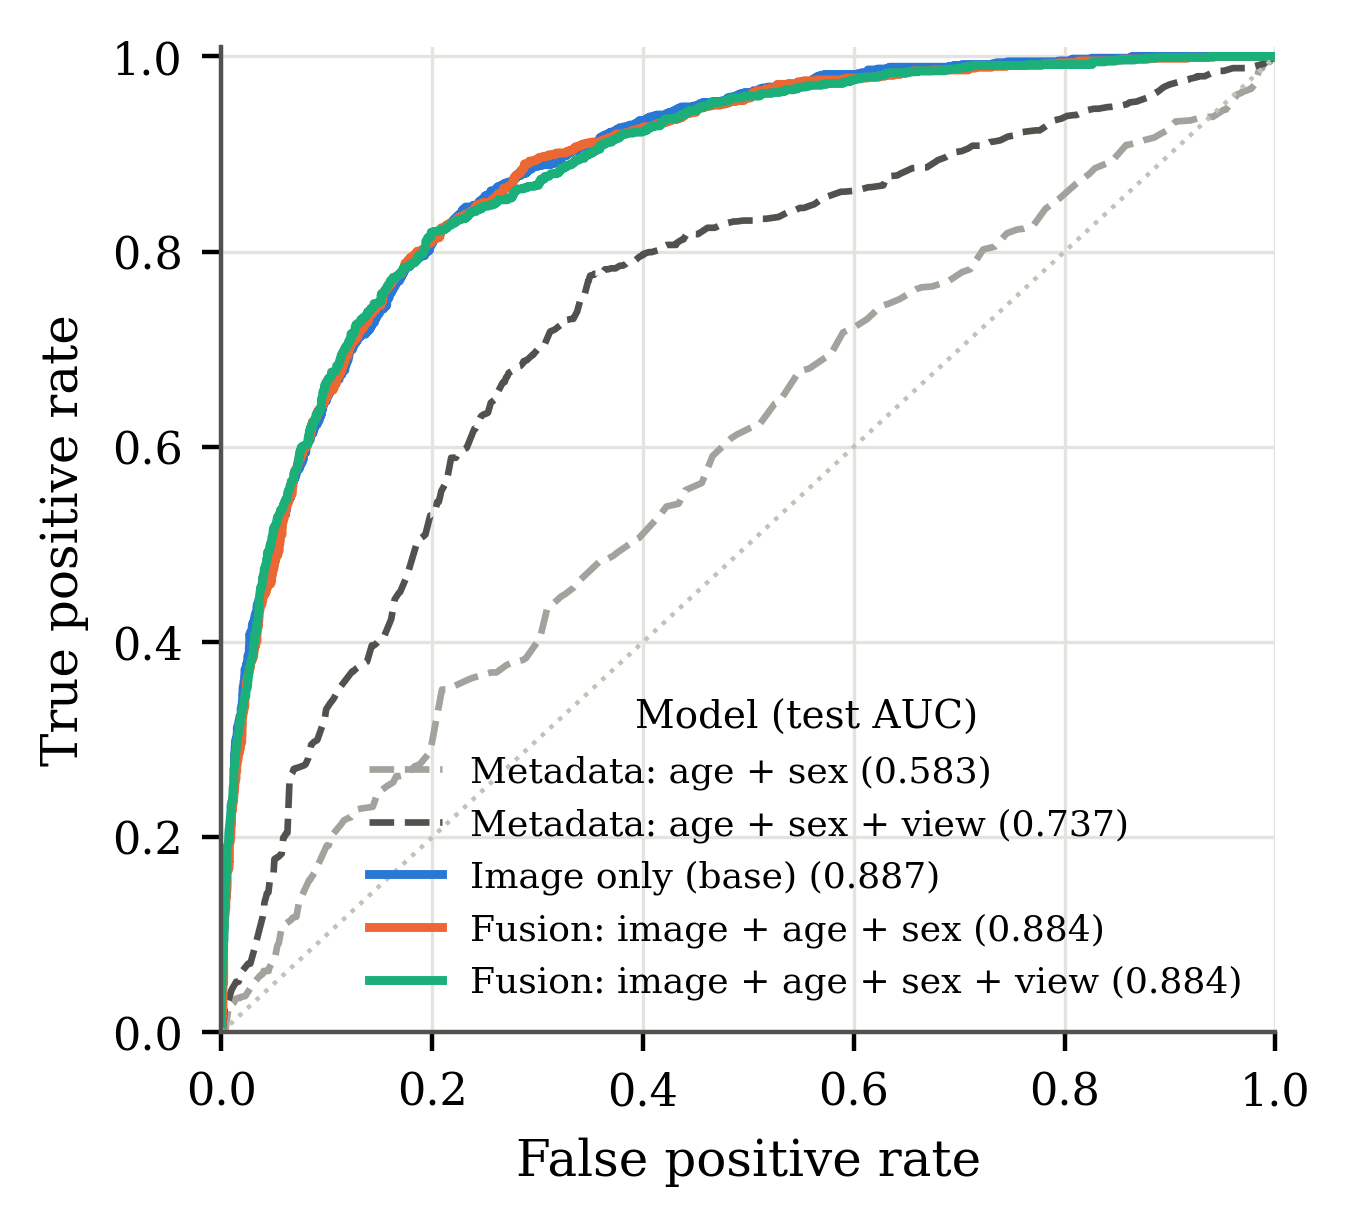 1.0
0.8
0.6
0.4
0.2
0.0
True positive rate
Model (test AUC)
Metadata: age + sex (0.583)
Metadata: age + sex + view (0.737)
Image only (base) (0.887)
Fusion: image + age + sex (0.884)
Fusion: image + age + sex + view (0.884)
0.0 0.2 0.4 0.6 0.8 1.0
False positive rate